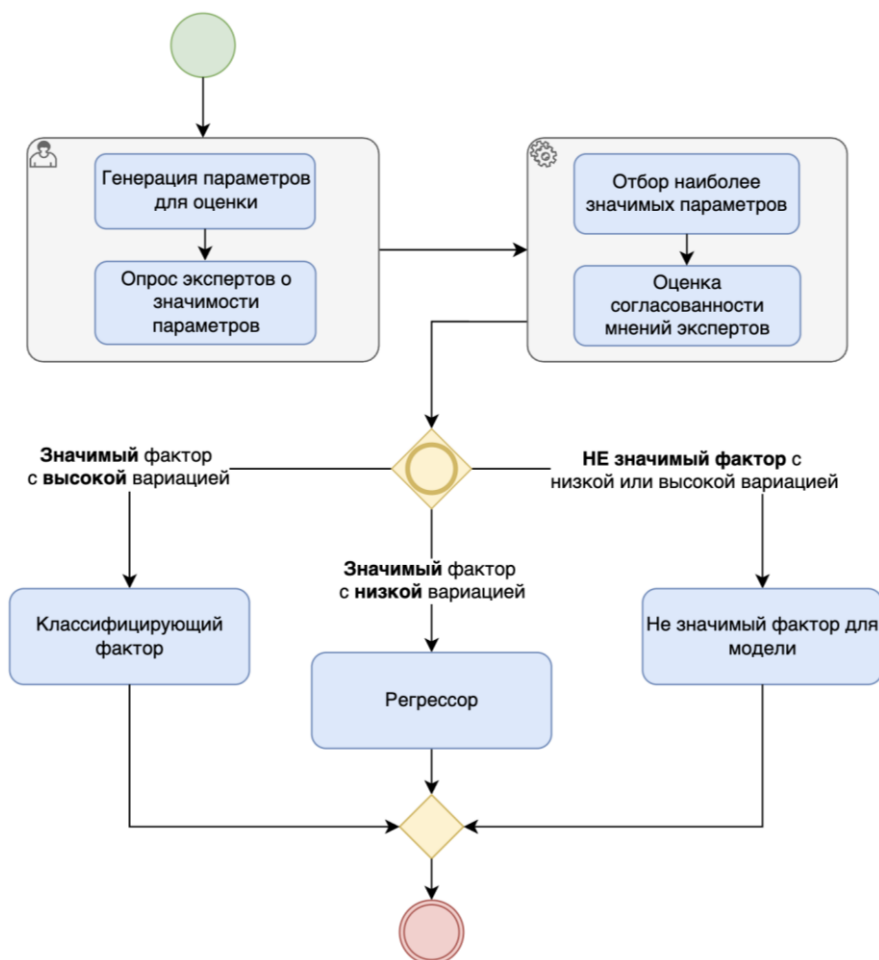 Генерация параметров
для оценки
Опрос экспертов о
значимости
параметров
Отбор наиболее
значимых параметров
Оценка
согласованности
мнений экспертов
Значимый фактор
с высокой вариацией
НЕ значимый фактор с
низкой или высокой вариацией
Значимый фактор
с низкой вариацией
Классифицирующий
фактор
Регрессор
Не значимый фактор для
модели